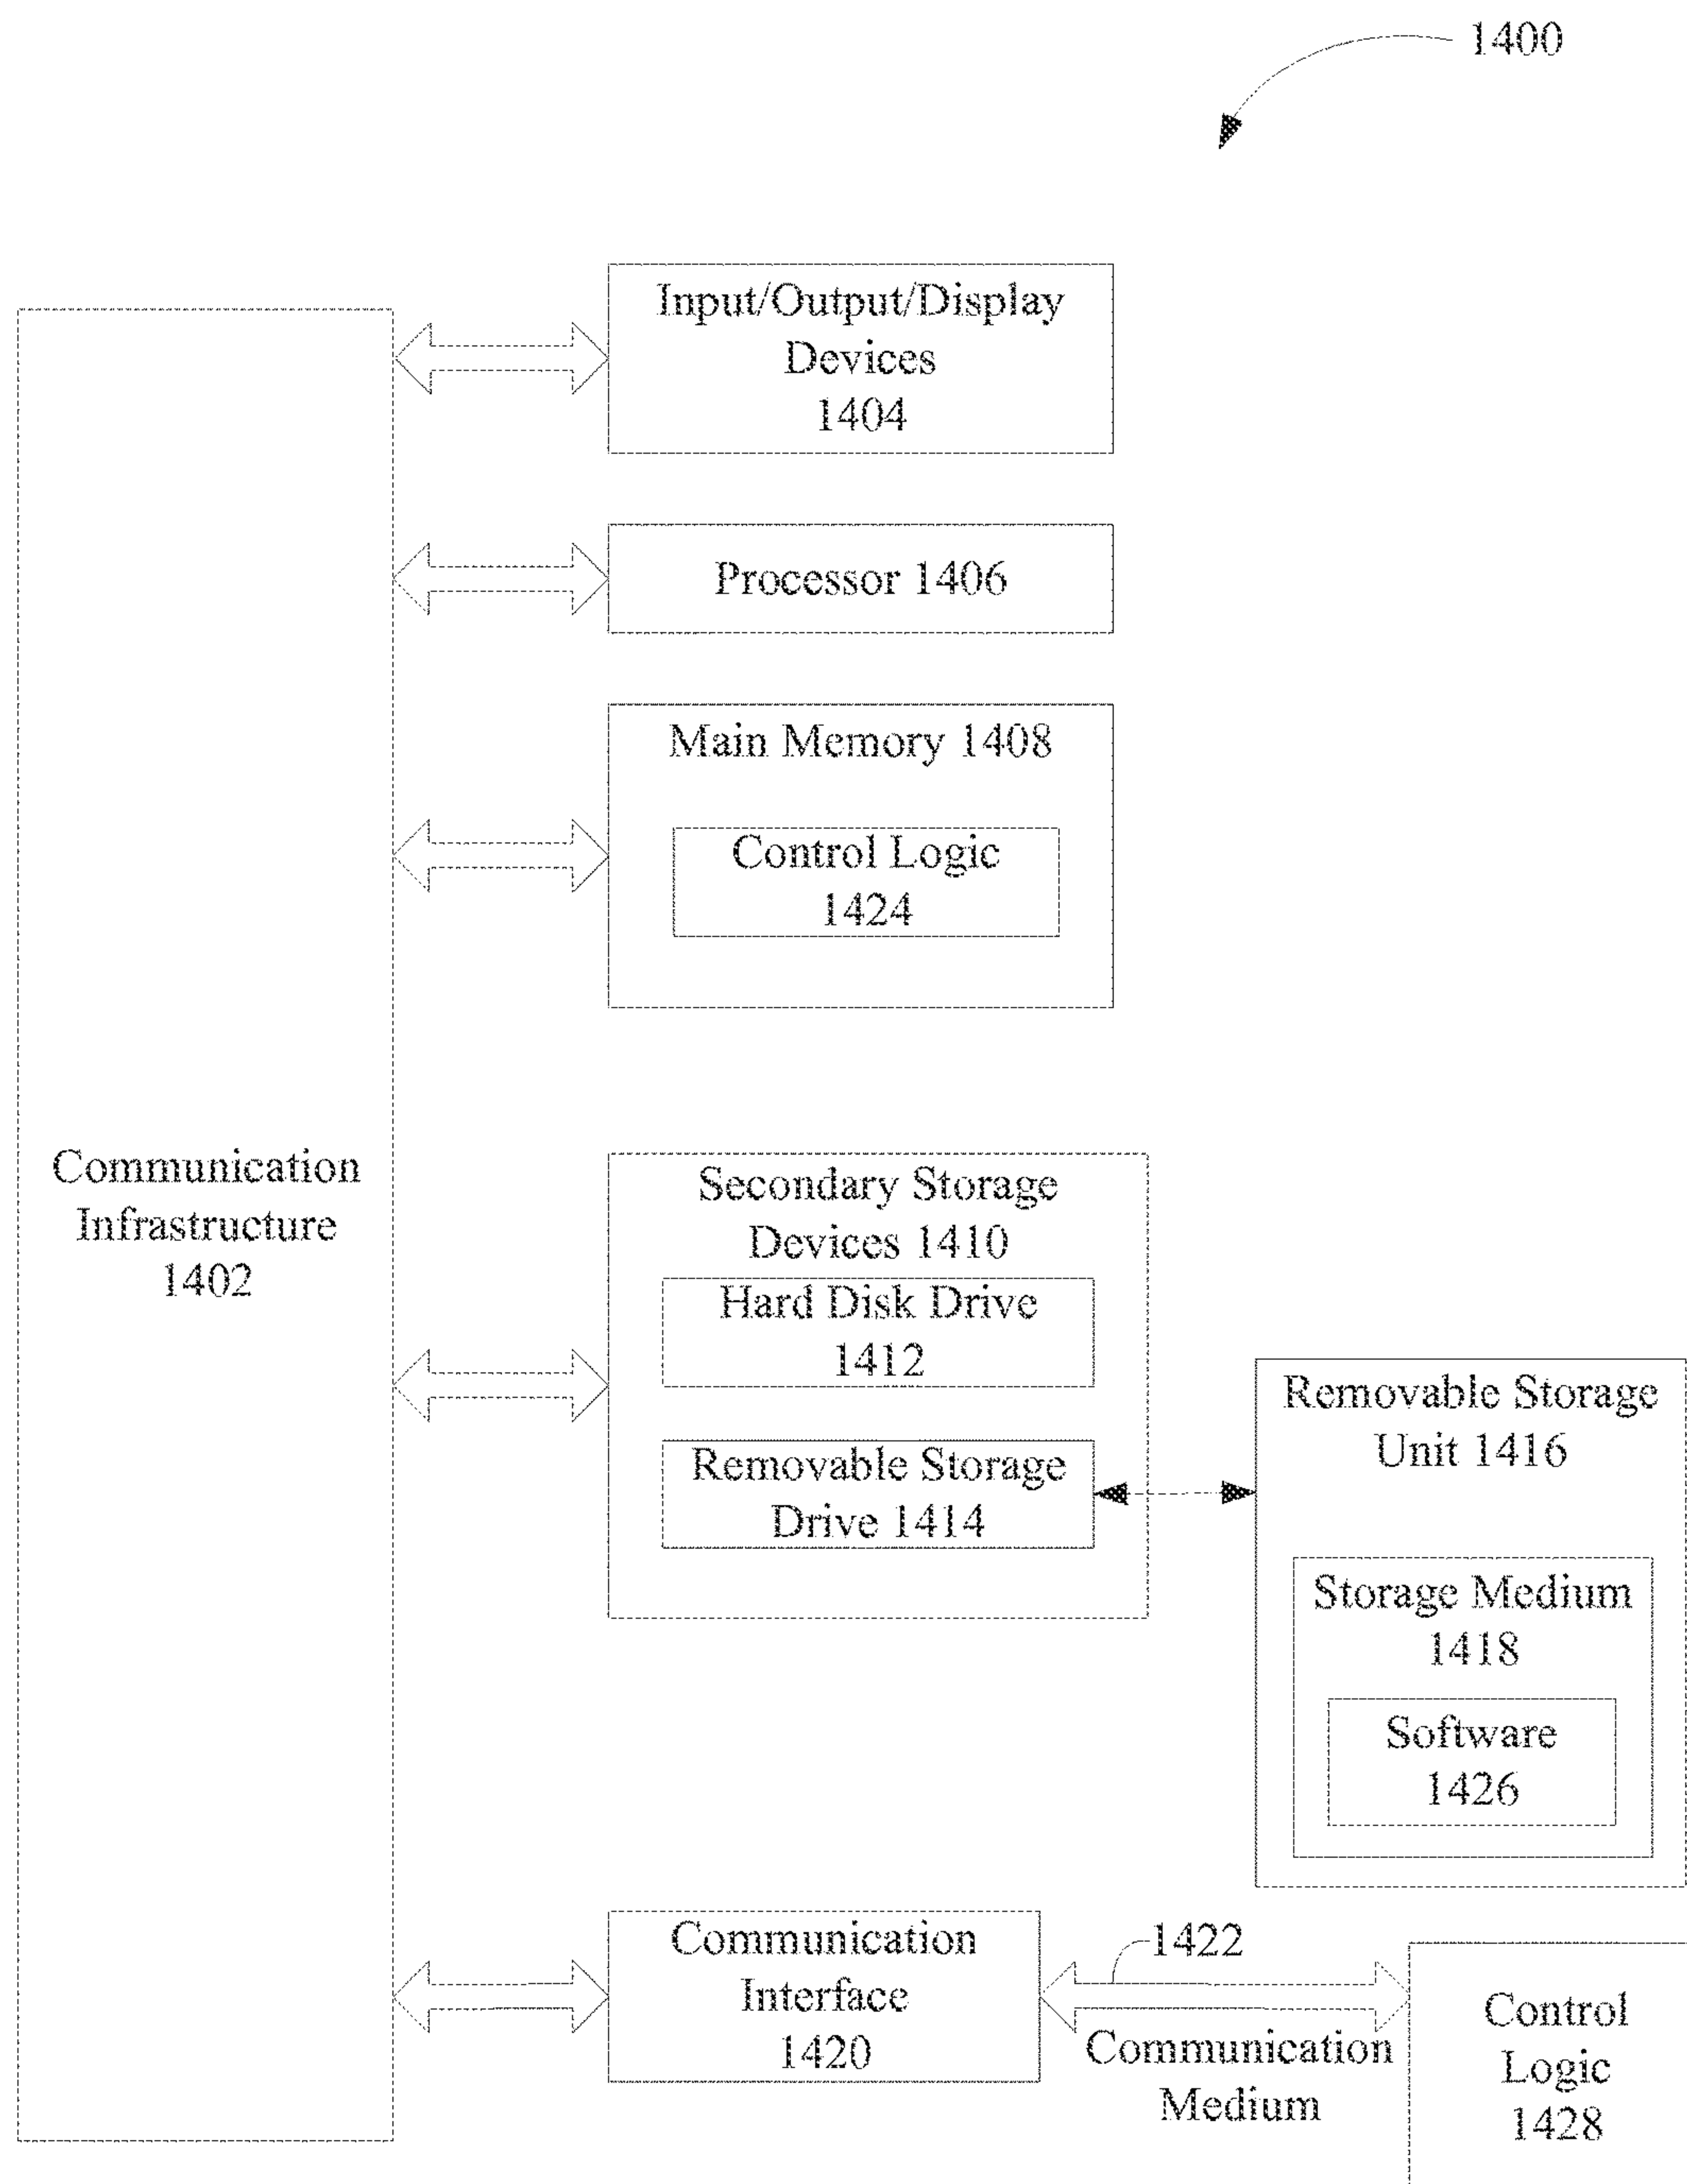 1400
Input/Output/Display
Devices
1404
Processor 1406
Main Memory 1408
Control Logic
1424
Communication
Infrastructure
1402
Secondary Storage
Devices 1410
Hard Disk Drive
1412
Removable Storage
Drive 1414
Removable Storage
Unit 1416
Storage Medium
1418
Software
1426
Communication
Interface
1420
1422
Communication
Medium
Control
Logic
1428